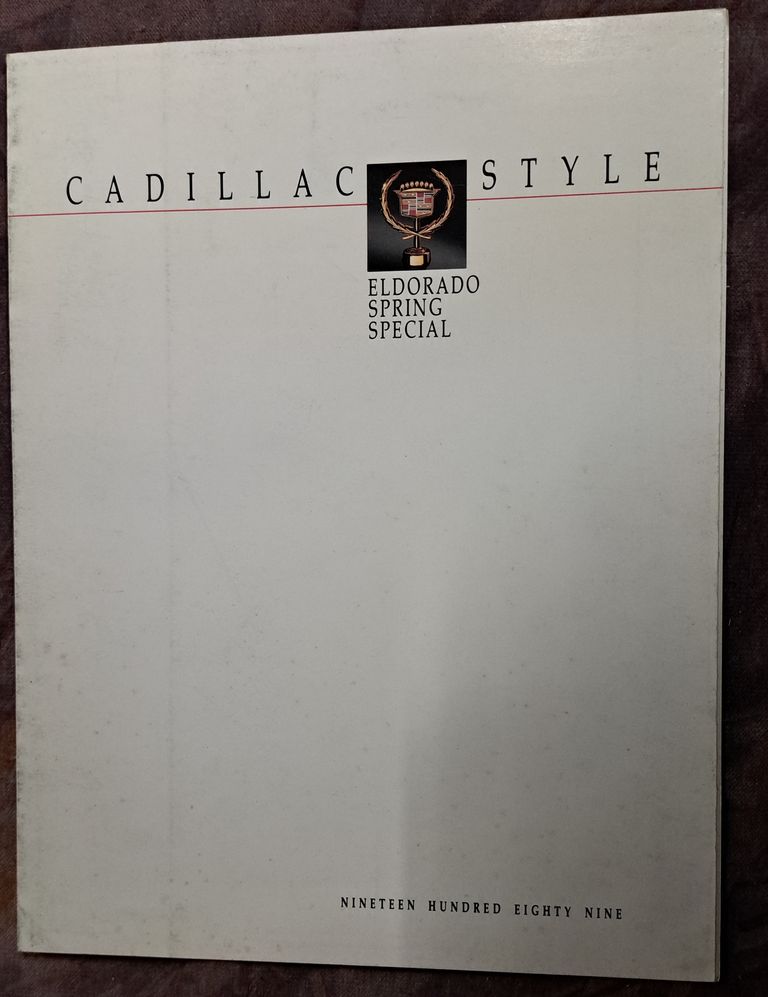 CADILLAC STYLE
ELDORADO
SPRING
SPECIAL
NINETEEN HUNDRED EIGHTY NINE